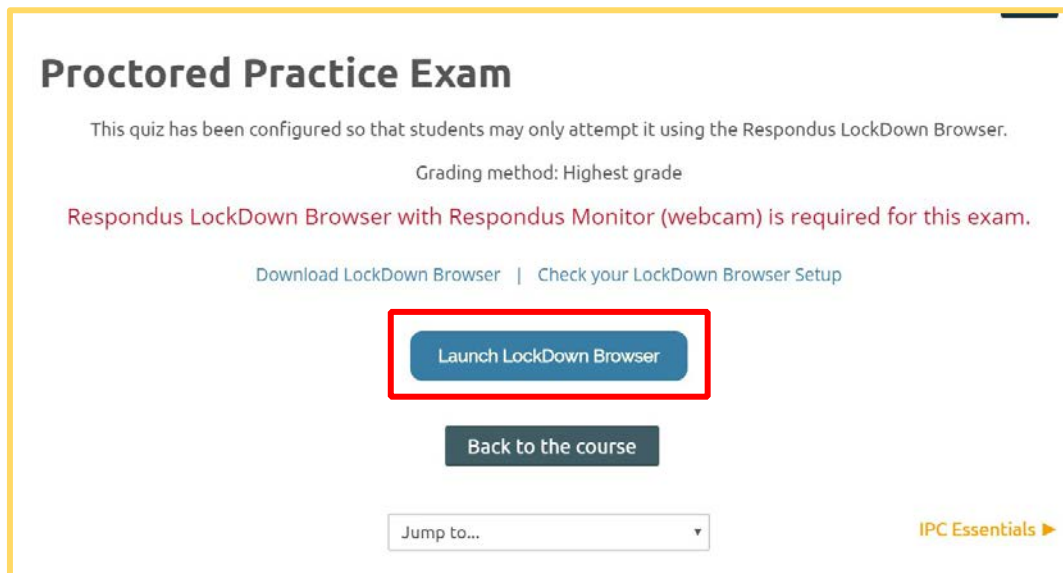 Proctored Practice Exam
This quiz has been configured so that students may only attempt it using the Respondus LockDown Browser.
Grading method: Highest grade
Respondus LockDown Browser with Respondus Monitor (webcam) is required for this exam.
Download LockDown Browser | Check your LockDown Browser Setup
Launch LockDown Browser
Back to the course
Jump to...
IPC Essentials ►